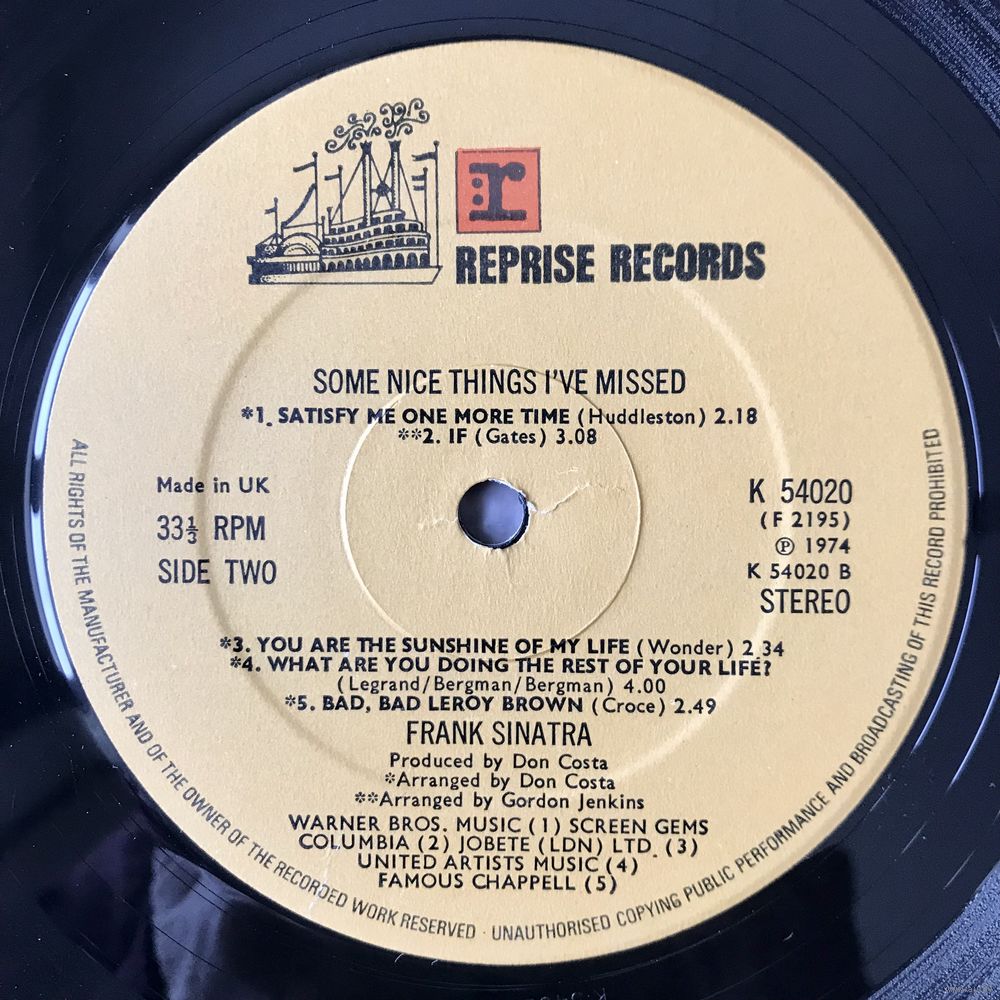 r
REPRISE RECORDS
SOME NICE THINGS I'VE MISSED
*1. SATISFY ME ONE MORE TIME (Huddleston) 2.18
**2. IF (Gates) 3.08
Made in UK
33⅓ RPM
SIDE TWO
K 54020
(F 2195)
℗ 1974
K 54020 B
STEREO
*3. YOU ARE THE SUNSHINE OF MY LIFE (Wonder) 2 34
*4. WHAT ARE YOU DOING THE REST OF YOUR LIFE?
(Legrand/Bergman/Bergman) 4.00
*5. BAD, BAD LEROY BROWN (Croce) 2.49
FRANK SINATRA
Produced by Don Costa
*Arranged by Don Costa
**Arranged by Gordon Jenkins
WARNER BROS. MUSIC (1) SCREEN GEMS
COLUMBIA (2) JOBETE (LDN) LTD. (3)
UNITED ARTISTS MUSIC (4)
FAMOUS CHAPPELL (5)
ALL RIGHTS OF THE MANUFACTURER AND OF THE OWNER OF THE RECORDED WORK RESERVED · UNAUTHORISED COPYING PUBLIC PERFORMANCE AND BROADCASTING OF THIS RECORD PROHIBITED